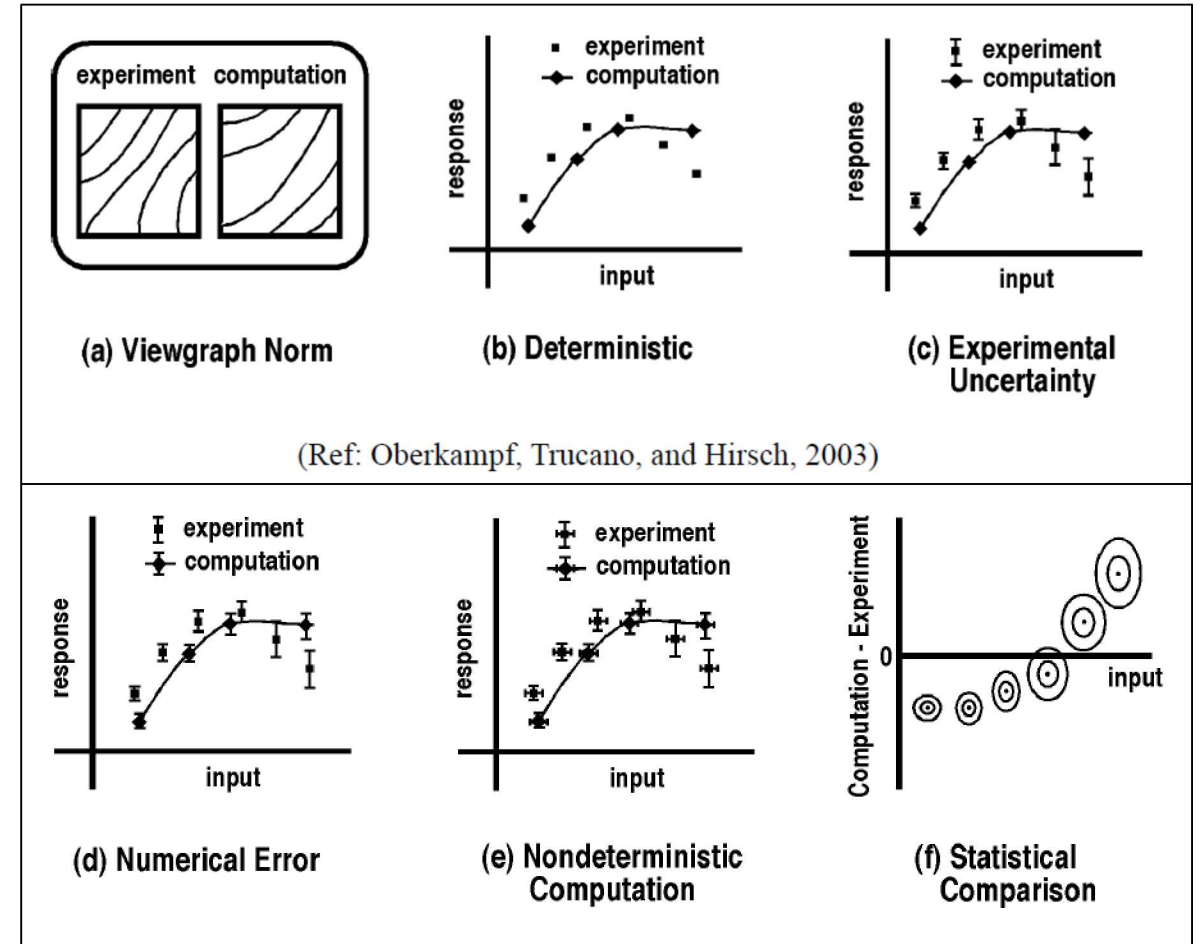 experiment computation
(a) Viewgraph Norm
experiment
computation
response
input
(b) Deterministic
experiment
computation
response
input
(c) Experimental
Uncertainty
(Ref: Oberkampf, Trucano, and Hirsch, 2003)
experiment
computation
response
input
(d) Numerical Error
experiment
computation
response
input
(e) Nondeterministic
Computation
Computation - Experiment
0
input
(f) Statistical
Comparison